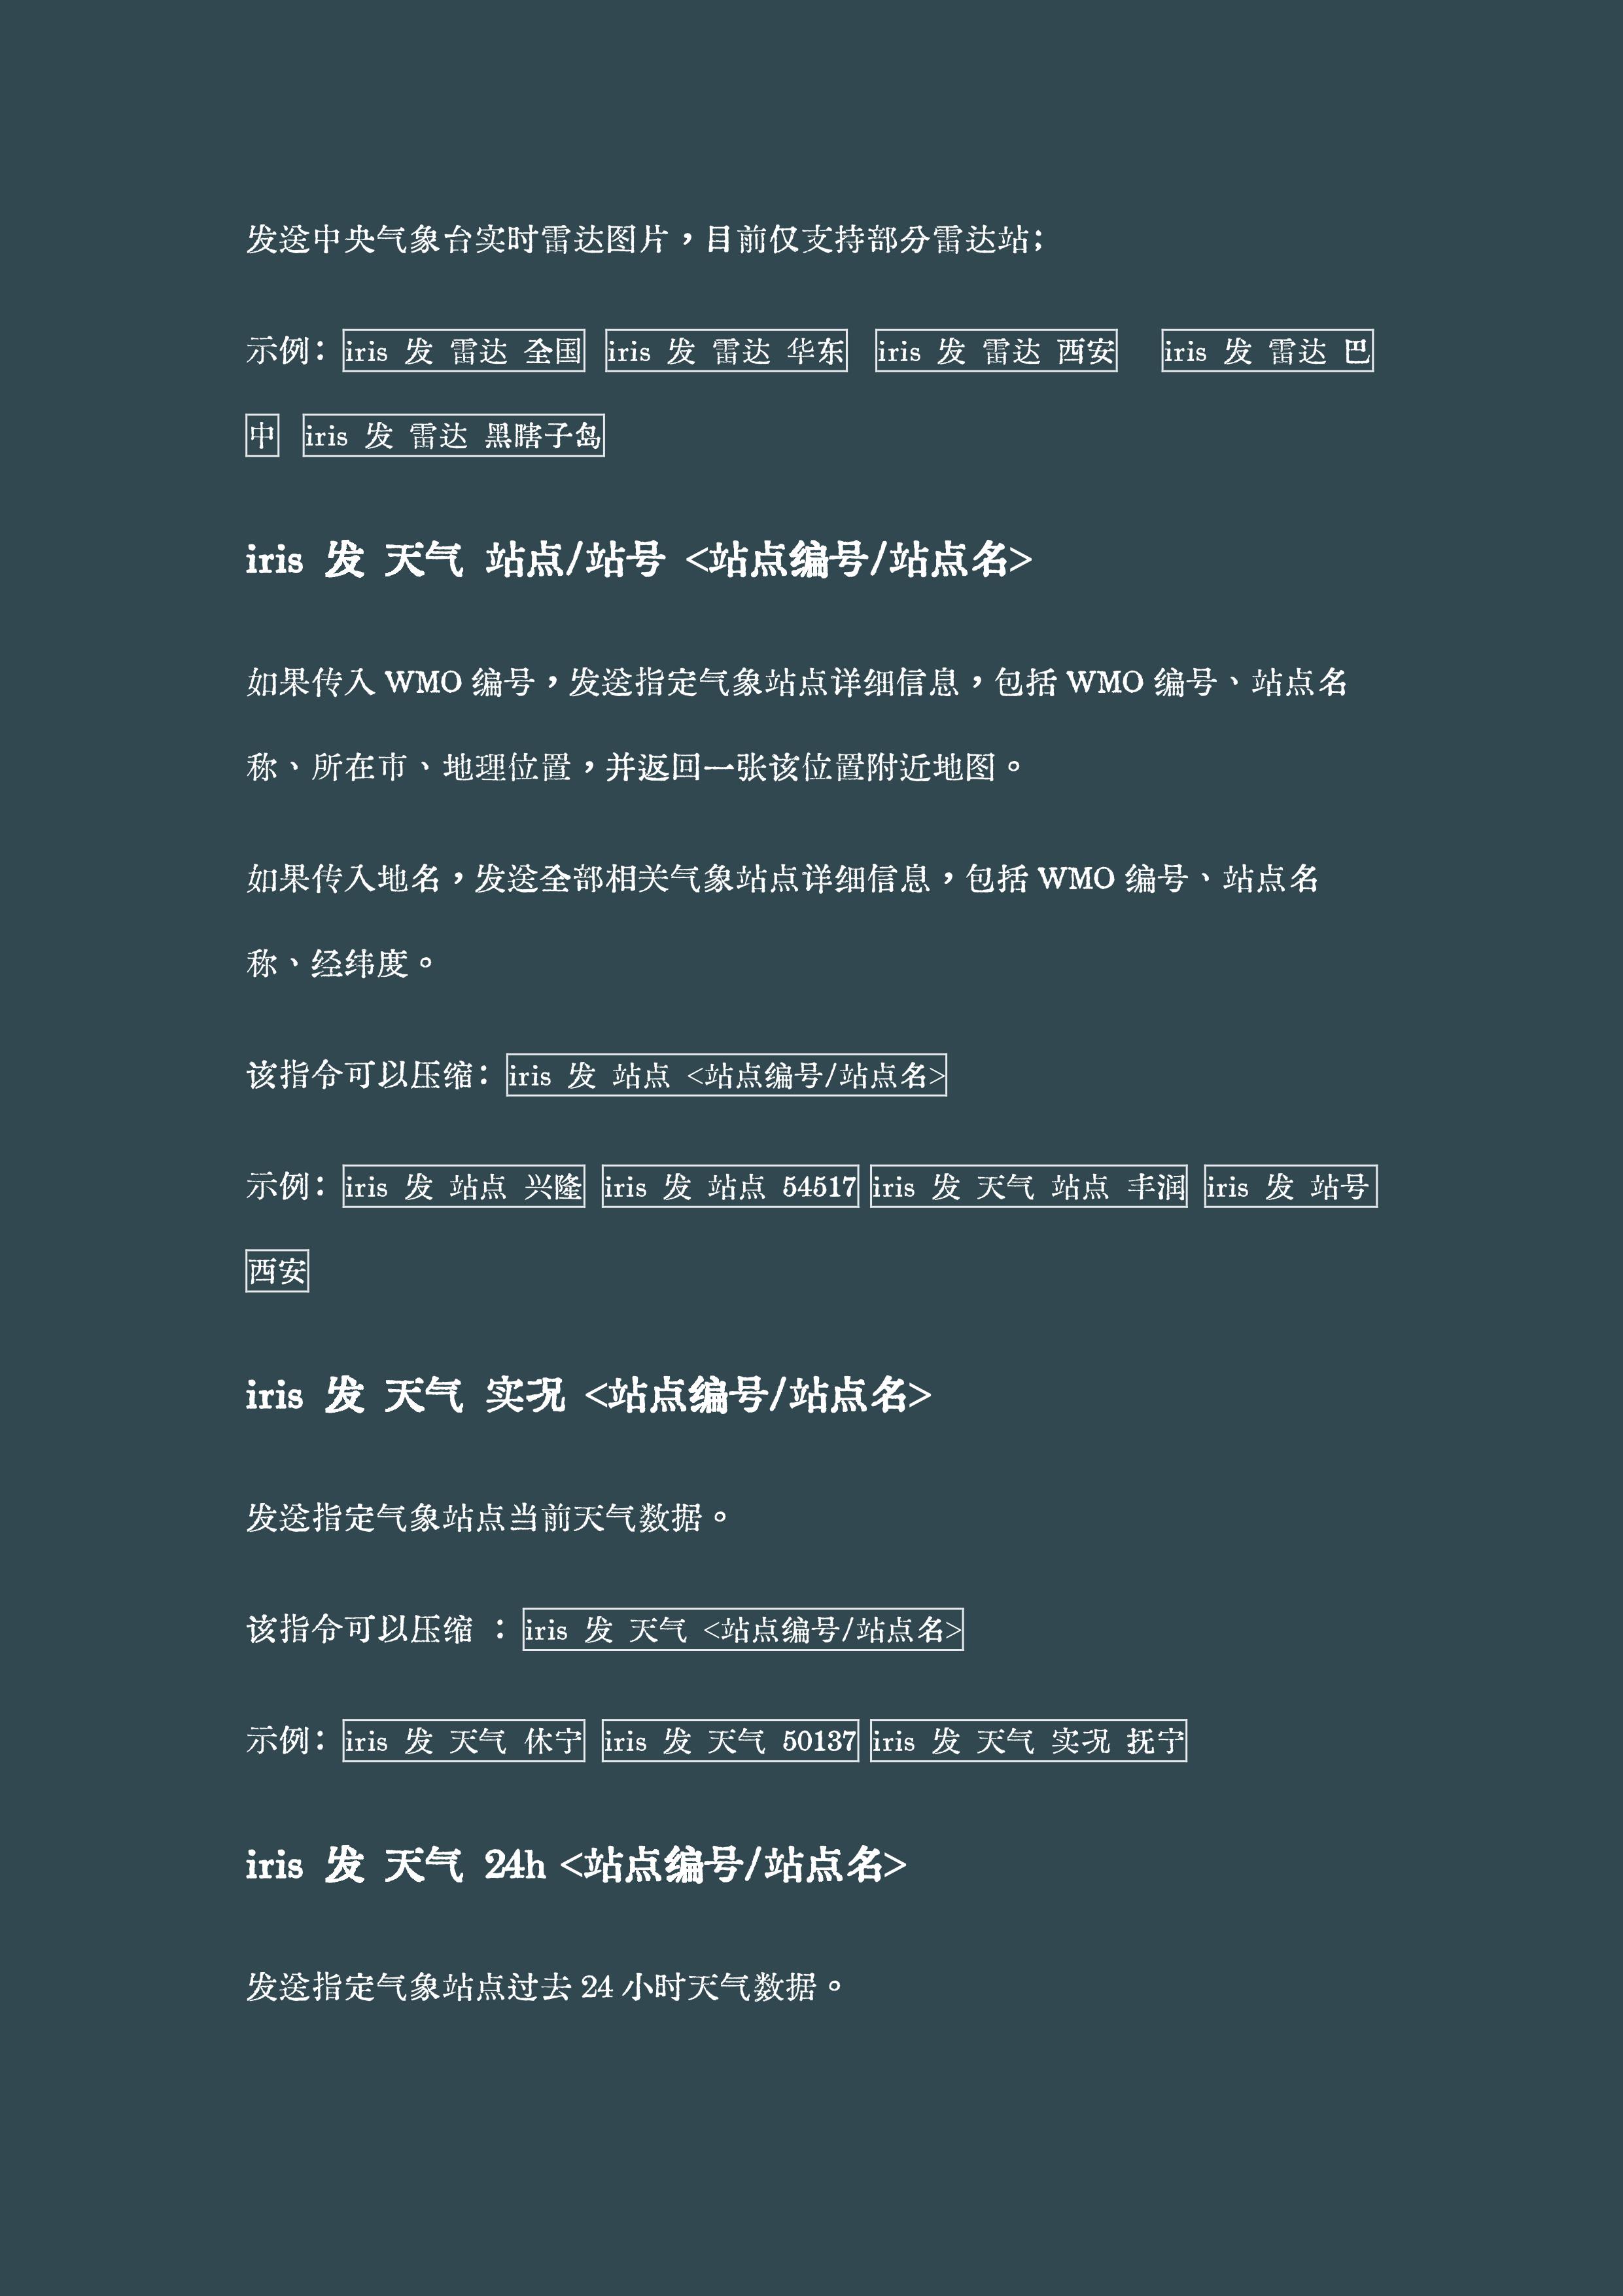 发送中央气象台实时雷达图片，目前仅支持部分雷达站；
示例：iris 发 雷达 全国 iris 发 雷达 华东 iris 发 雷达 西安 iris 发 雷达 巴
中 iris 发 雷达 黑瞎子岛
iris 发 天气 站点/站号 <站点编号/站点名>
如果传入 WMO 编号，发送指定气象站点详细信息，包括 WMO 编号、站点名
称、所在市、地理位置，并返回一张该位置附近地图。
如果传入地名，发送全部相关气象站点详细信息，包括 WMO 编号、站点名
称、经纬度。
该指令可以压缩：iris 发 站点 <站点编号/站点名>
示例：iris 发 站点 兴隆 iris 发 站点 54517 iris 发 天气 站点 丰润 iris 发 站号
西安
iris 发 天气 实况 <站点编号/站点名>
发送指定气象站点当前天气数据。
该指令可以压缩 ：iris 发 天气 <站点编号/站点名>
示例：iris 发 天气 休宁 iris 发 天气 50137 iris 发 天气 实况 抚宁
iris 发 天气 24h <站点编号/站点名>
发送指定气象站点过去 24 小时天气数据。